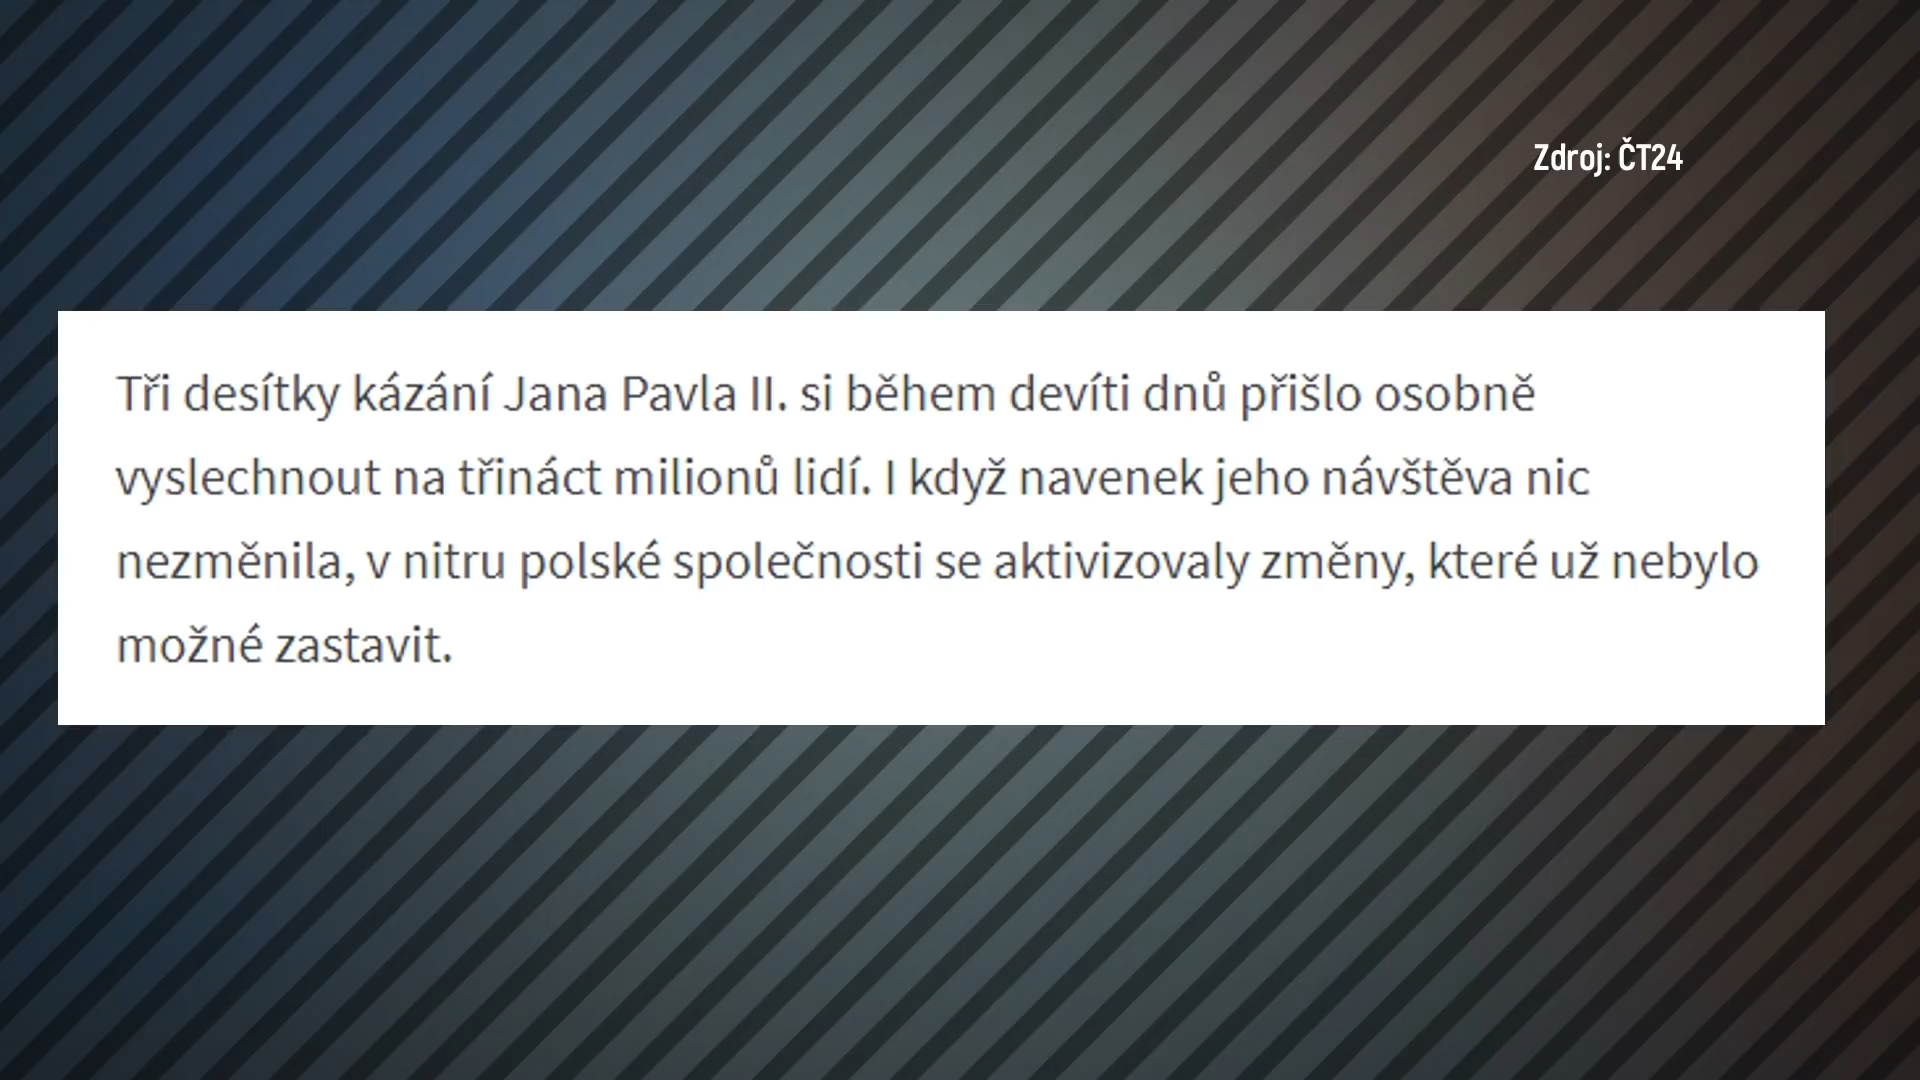 Zdroj: ČT24
Tři desítky kázání Jana Pavla II. si během devíti dnů přišlo osobně
vyslechnout na třináct milionů lidí. I když navenek jeho návštěva nic
nezměnila, v nitru polské společnosti se aktivizovaly změny, které už nebylo
možné zastavit.